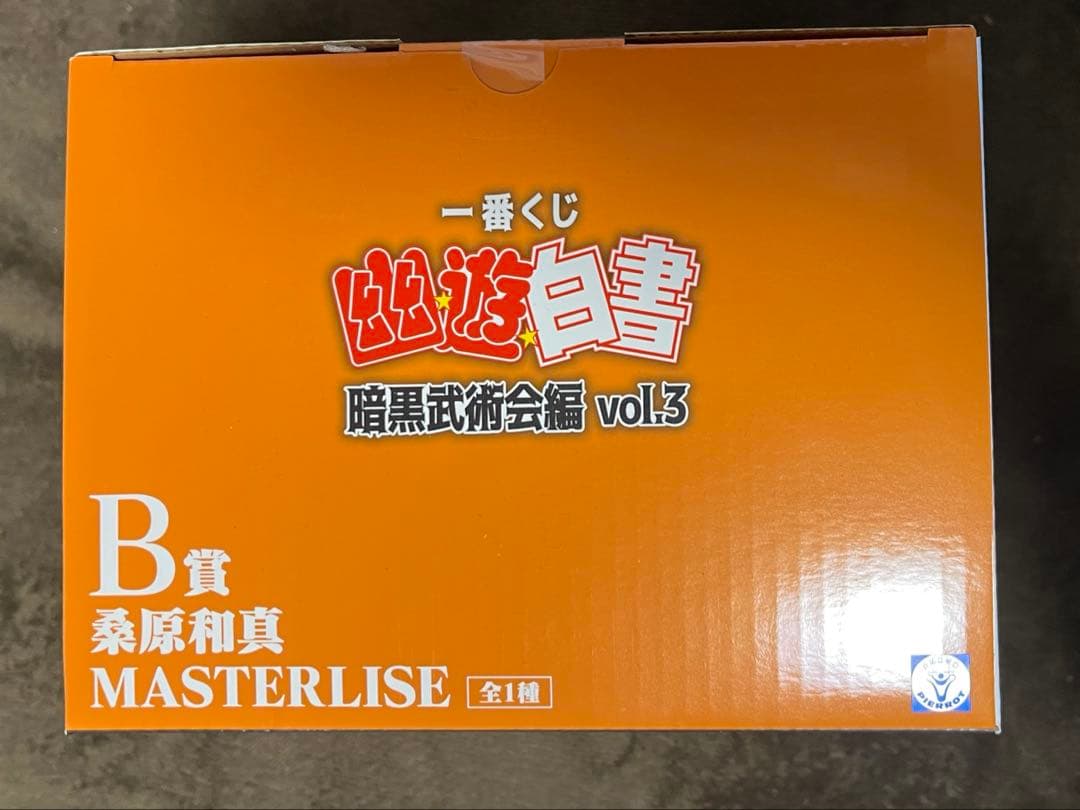 一番くじ
幽★遊★白書
暗黒武術会編 vol.3
B賞
桑原和真
MASTERLISE 全1種
PIERROT